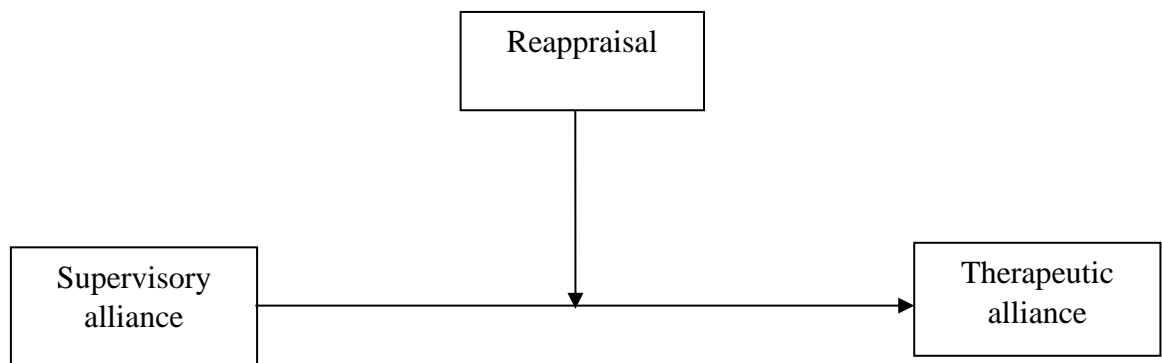 Reappraisal
Supervisory
alliance
Therapeutic
alliance